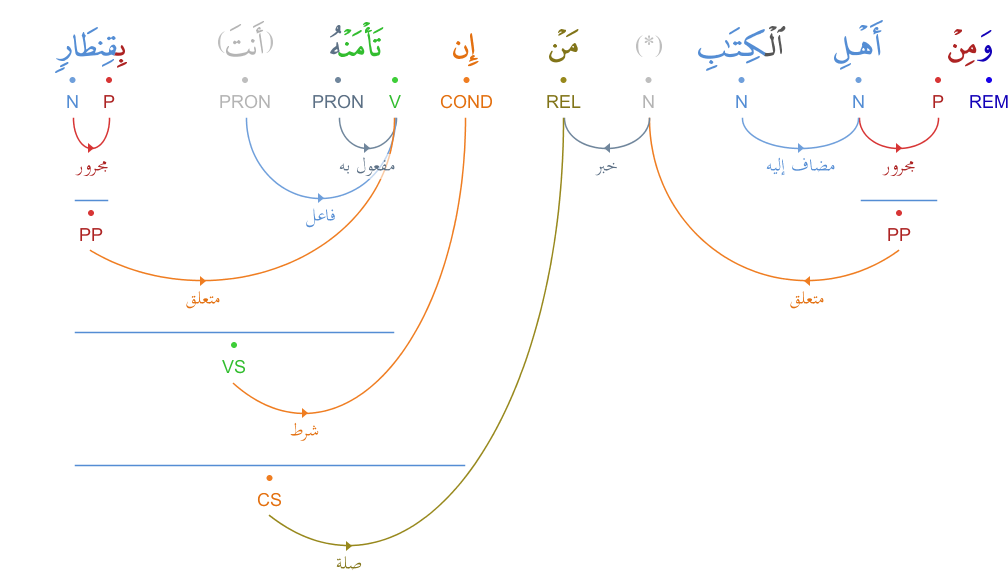 وَمِنْ أَهْلِ ٱلْكِتَـٰبِ (*) مَنْ إِن تَأْمَنْهُ (أَنتَ) بِقِنطَارٍ
REM P N N N REL COND V PRON PRON P N
مجرور مضاف إليه خبر مفعول به مجرور
فاعل
PP PP
متعلق متعلق
VS
شرط
CS
صلة